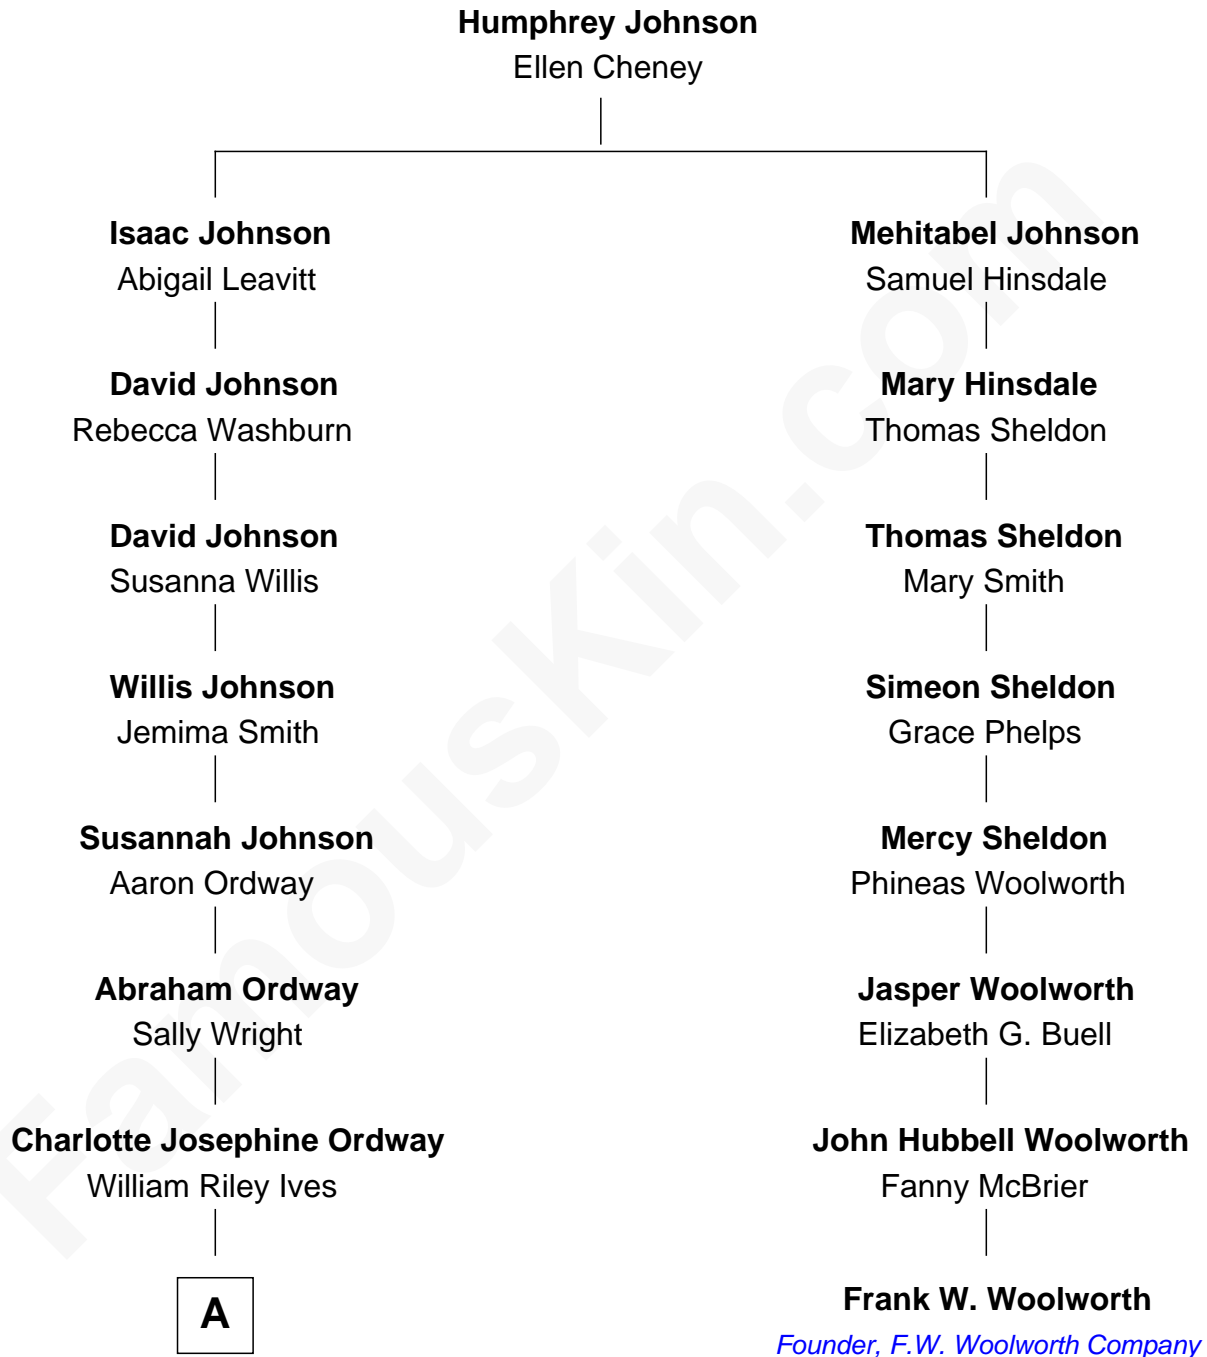 Humphrey Johnson
Ellen Cheney
Isaac Johnson
Abigail Leavitt
Mehitabel Johnson
Samuel Hinsdale
David Johnson
Rebecca Washburn
Mary Hinsdale
Thomas Sheldon
David Johnson
Susanna Willis
Thomas Sheldon
Mary Smith
Willis Johnson
Jemima Smith
Simeon Sheldon
Grace Phelps
Susannah Johnson
Aaron Ordway
Mercy Sheldon
Phineas Woolworth
Abraham Ordway
Sally Wright
Jasper Woolworth
Elizabeth G. Buell
Charlotte Josephine Ordway
William Riley Ives
John Hubbell Woolworth
Fanny McBrier
A
Frank W. Woolworth
Founder, F.W. Woolworth Company
FamousKin.com